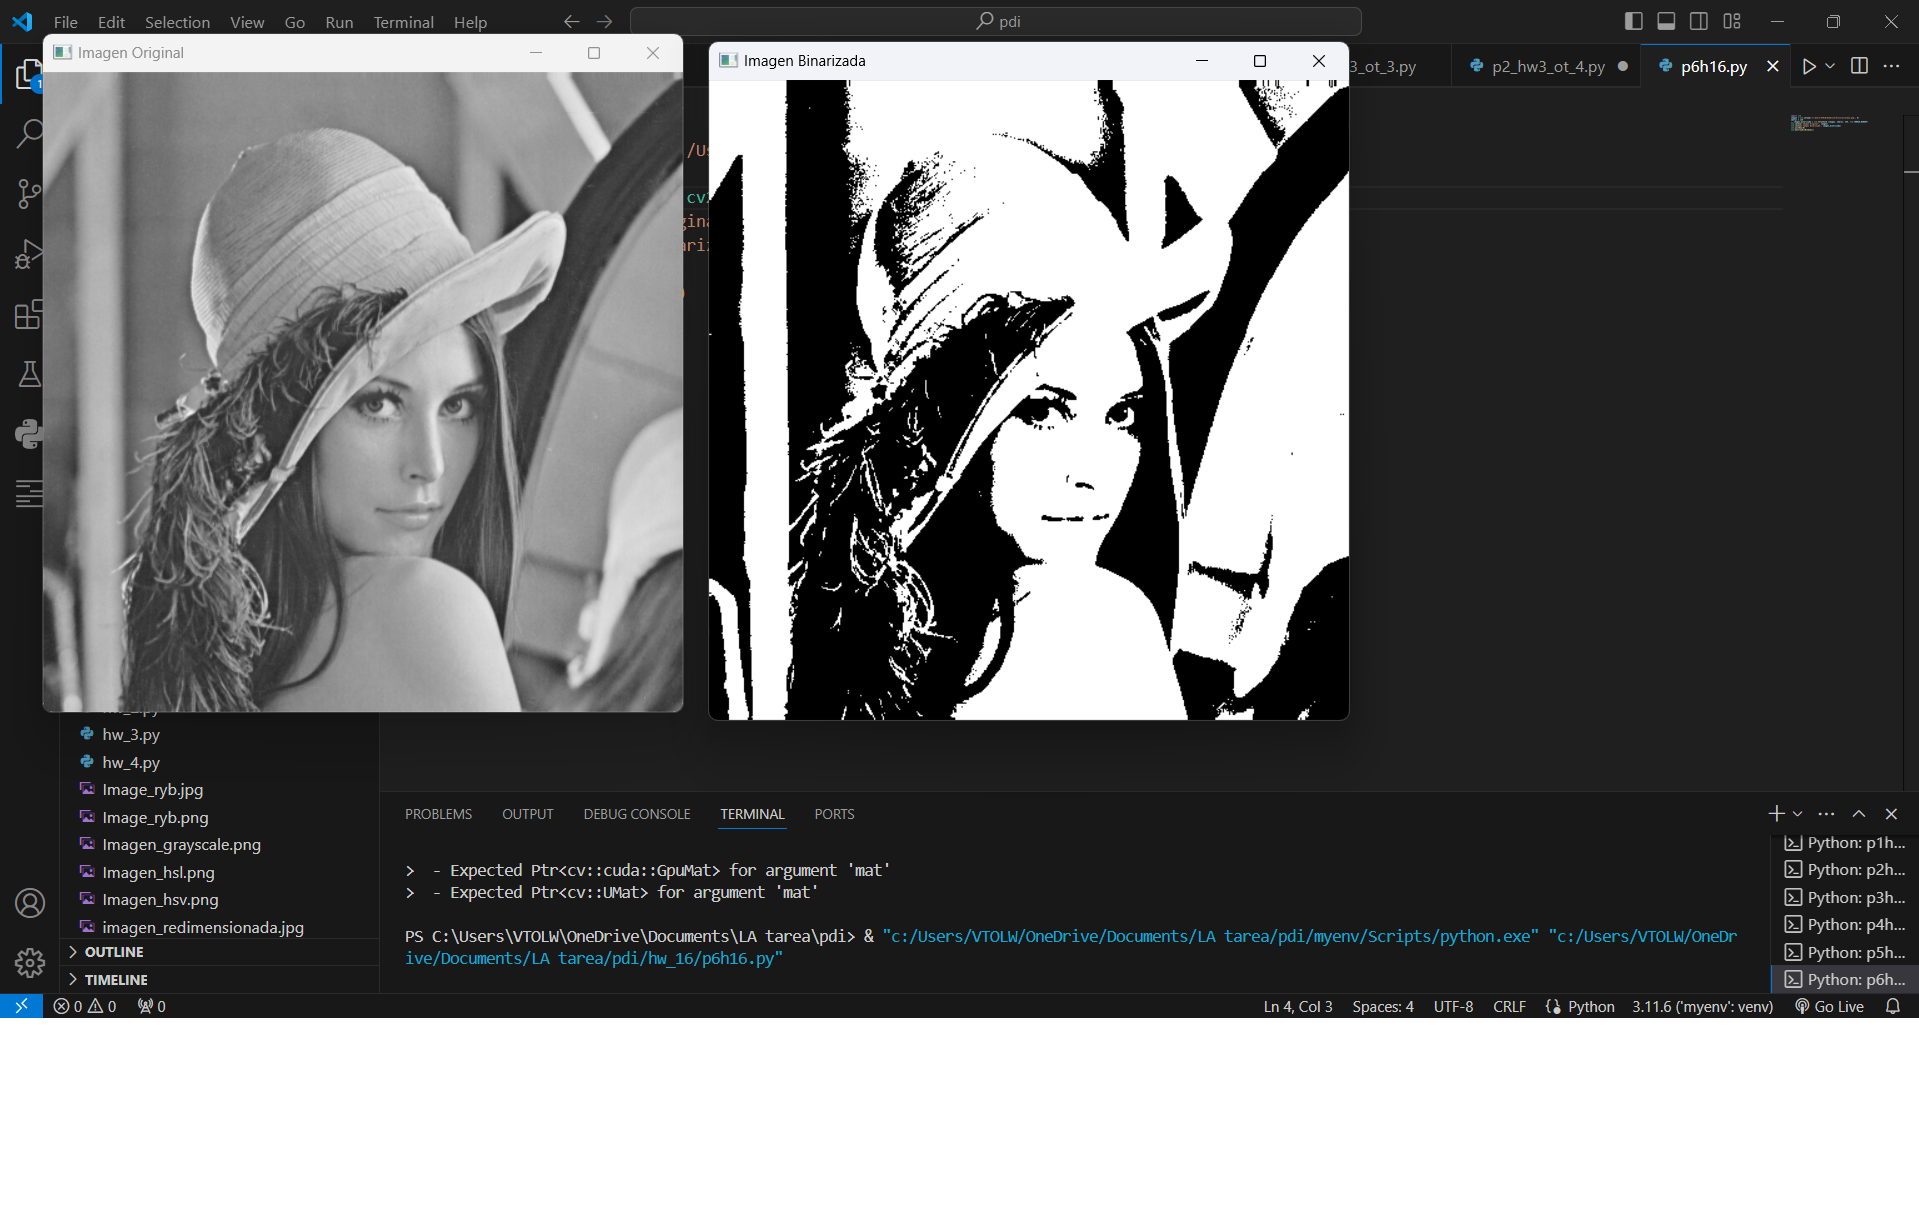 File Edit Selection View Go Run Terminal Help
pdi
Imagen Original
Imagen Binarizada
3_ot_3.py
p2_hw3_ot_4.py
p6h16.py
1
hw_3.py
hw_4.py
Image_ryb.jpg
Image_ryb.png
Imagen_grayscale.png
Imagen_hsl.png
Imagen_hsv.png
imagen_redimensionada.jpg
OUTLINE
TIMELINE
PROBLEMS OUTPUT DEBUG CONSOLE TERMINAL PORTS
> - Expected Ptr<cv::cuda::GpuMat> for argument 'mat'
> - Expected Ptr<cv::UMat> for argument 'mat'
PS C:\Users\VTOLW\OneDrive\Documents\LA tarea\pdi> & "c:/Users/VTOLW/OneDrive/Documents/LA tarea/pdi/myenv/Scripts/python.exe" "c:/Users/VTOLW/OneDr
ive/Documents/LA tarea/pdi/hw_16/p6h16.py"
Python: p1h...
Python: p2h...
Python: p3h...
Python: p4h...
Python: p5h...
Python: p6h...
0 0 0 Ln 4, Col 3 Spaces: 4 UTF-8 CRLF Python 3.11.6 ('myenv': venv) Go Live